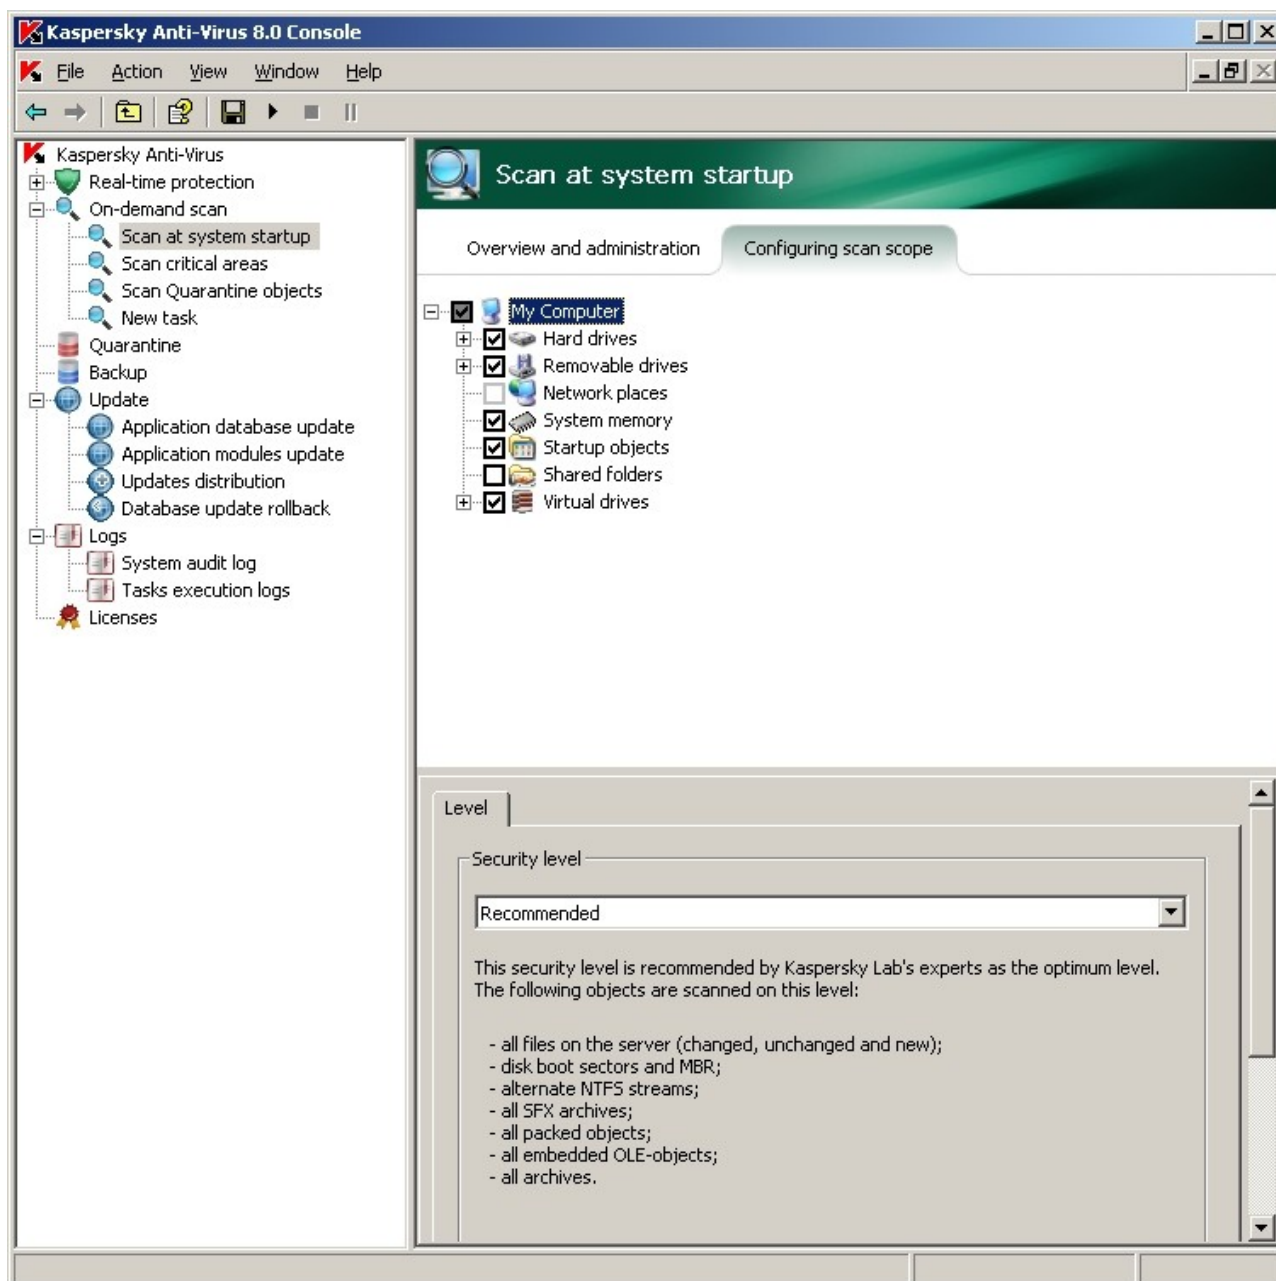 Kaspersky Anti-Virus 8.0 Console
File Action View Window Help
Kaspersky Anti-Virus
Real-time protection
On-demand scan
Scan at system startup
Scan critical areas
Scan Quarantine objects
New task
Quarantine
Backup
Update
Application database update
Application modules update
Updates distribution
Database update rollback
Logs
System audit log
Tasks execution logs
Licenses
Scan at system startup
Overview and administration
Configuring scan scope
My Computer
Hard drives
Removable drives
Network places
System memory
Startup objects
Shared folders
Virtual drives
Level
Security level
Recommended
This security level is recommended by Kaspersky Lab's experts as the optimum level.
The following objects are scanned on this level:
- all files on the server (changed, unchanged and new);
- disk boot sectors and MBR;
- alternate NTFS streams;
- all SFX archives;
- all packed objects;
- all embedded OLE-objects;
- all archives.